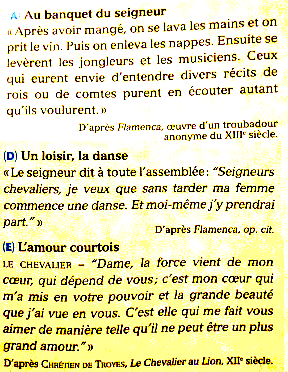 A Au banquet du seigneur
« Après avoir mangé, on se lava les mains et on
prit le vin. Puis on enleva les nappes. Ensuite se
levèrent les jongleurs et les musiciens. Ceux
qui eurent envie d'entendre divers récits de
rois ou de comtes purent en écouter autant
qu'ils voulurent. »
D'après Flamenca, œuvre d'un troubadour
anonyme du XIIIe siècle.
(D) Un loisir, la danse
« Le seigneur dit à toute l'assemblée : "Seigneurs
chevaliers, je veux que sans tarder ma femme
commence une danse. Et moi-même j'y prendrai
part." »
D'après Flamenca, op. cit.
(E) L'amour courtois
LE CHEVALIER – "Dame, la force vient de mon
cœur, qui dépend de vous ; c'est mon cœur qui
m'a mis en votre pouvoir et la grande beauté
que j'ai vue en vous. C'est elle qui me fait vous
aimer de manière telle qu'il ne peut être un plus
grand amour." »
D'après CHRÉTIEN DE TROYES, Le Chevalier au Lion, XIIe siècle.